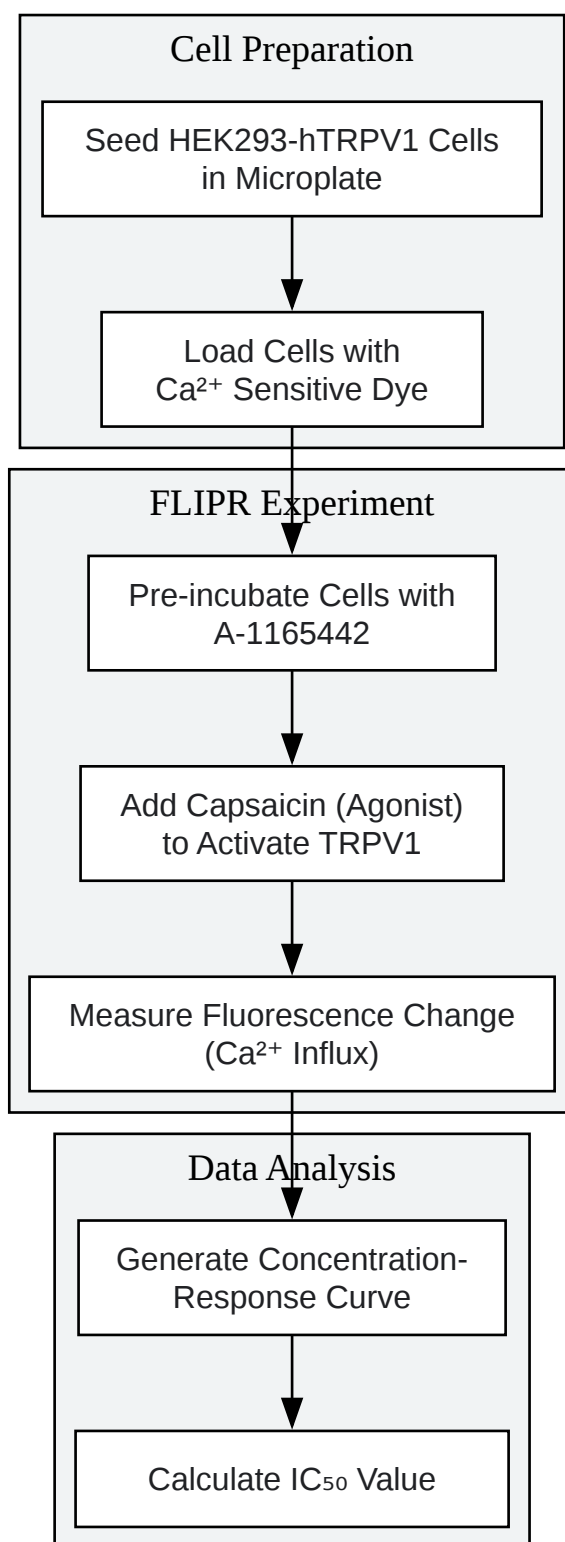 Cell Preparation
Seed HEK293-hTRPV1 Cells
in Microplate
Load Cells with
Ca²⁺ Sensitive Dye
FLIPR Experiment
Pre-incubate Cells with
A-1165442
Add Capsaicin (Agonist)
to Activate TRPV1
Measure Fluorescence Change
(Ca²⁺ Influx)
Data Analysis
Generate Concentration-
Response Curve
Calculate IC₅₀ Value